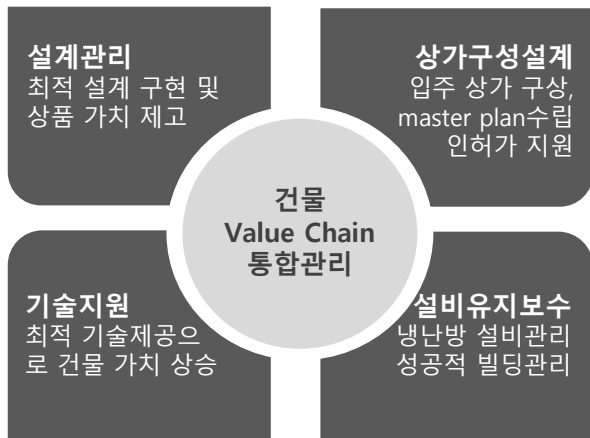 설계관리
최적 설계 구현 및
상품 가치 제고
상가구성설계
입주 상가 구상,
master plan수립
인허가 지원
건물
Value Chain
통합관리
기술지원
최적 기술제공으
로 건물 가치 상승
설비유지보수
냉난방 설비관리
성공적 빌딩관리